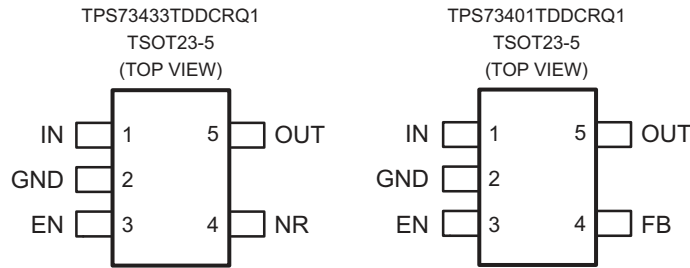 TPS73433TDDCRQ1
TSOT23-5
(TOP VIEW)
IN 1 5 OUT
GND 2
EN 3 4 NR
TPS73401TDDCRQ1
TSOT23-5
(TOP VIEW)
IN 1 5 OUT
GND 2
EN 3 4 FB